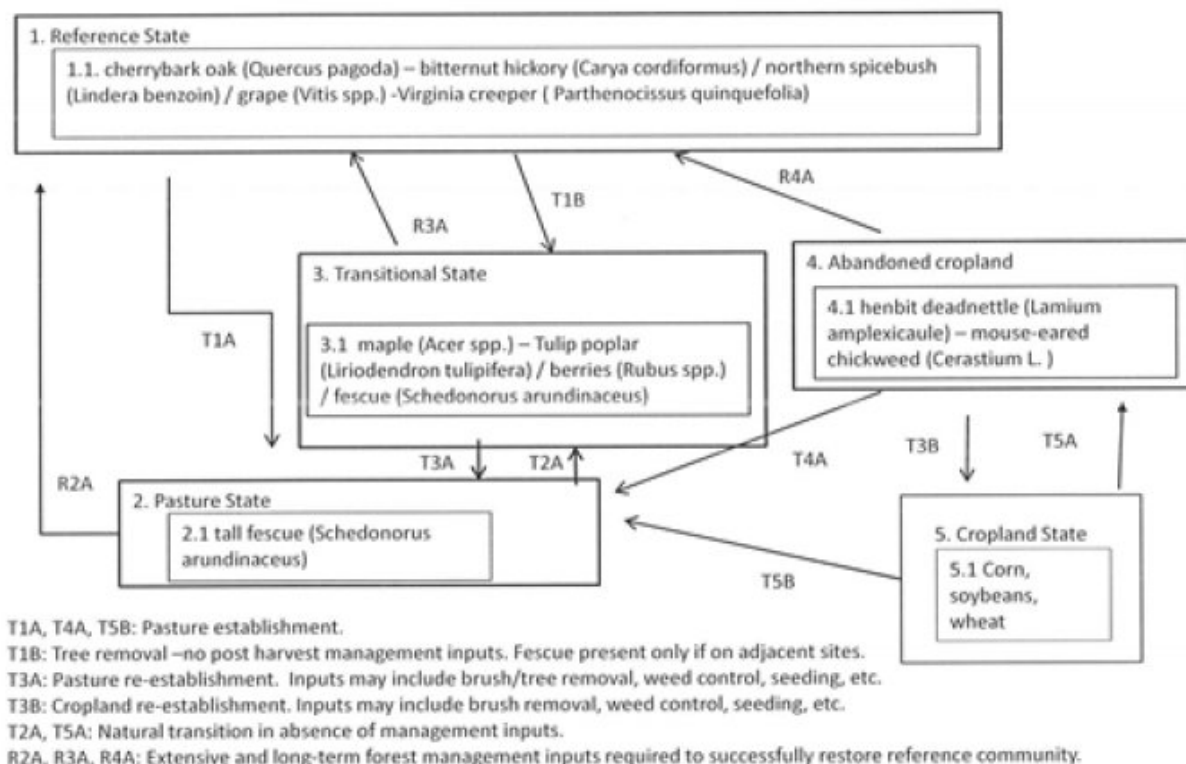 1. Reference State
1.1. cherrybark oak (Quercus pagoda) – bitternut hickory (Carya cordiformus) / northern spicebush
(Lindera benzoin) / grape (Vitis spp.) -Virginia creeper ( Parthenocissus quinquefolia)
R4A
T1B
R3A
3. Transitional State
4. Abandoned cropland
4.1 henbit deadnettle (Lamium
amplexicaule) – mouse-eared
chickweed (Cerastium L. )
T1A
3.1 maple (Acer spp.) – Tulip poplar
(Liriodendron tulipifera) / berries (Rubus spp.)
/ fescue (Schedonorus arundinaceus)
T3A
T2A
T4A
T3B
T5A
R2A
2. Pasture State
2.1 tall fescue (Schedonorus
arundinaceus)
5. Cropland State
5.1 Corn,
soybeans,
wheat
T5B
T1A, T4A, T5B: Pasture establishment.
T1B: Tree removal –no post harvest management inputs. Fescue present only if on adjacent sites.
T3A: Pasture re-establishment. Inputs may include brush/tree removal, weed control, seeding, etc.
T3B: Cropland re-establishment. Inputs may include brush removal, weed control, seeding, etc.
T2A, T5A: Natural transition in absence of management inputs.
R2A, R3A, R4A: Extensive and long-term forest management inputs required to successfully restore reference community.